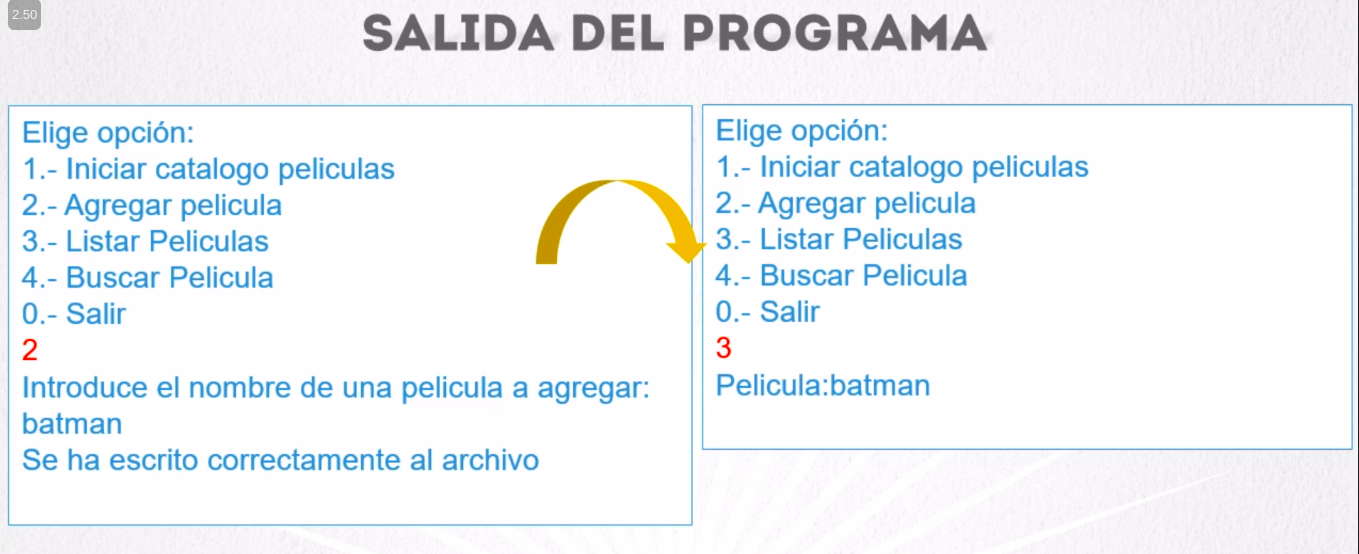 2.50
SALIDA DEL PROGRAMA
Elige opción:
1.- Iniciar catalogo peliculas
2.- Agregar pelicula
3.- Listar Peliculas
4.- Buscar Pelicula
0.- Salir
2
Introduce el nombre de una pelicula a agregar:
batman
Se ha escrito correctamente al archivo
Elige opción:
1.- Iniciar catalogo peliculas
2.- Agregar pelicula
3.- Listar Peliculas
4.- Buscar Pelicula
0.- Salir
3
Pelicula:batman